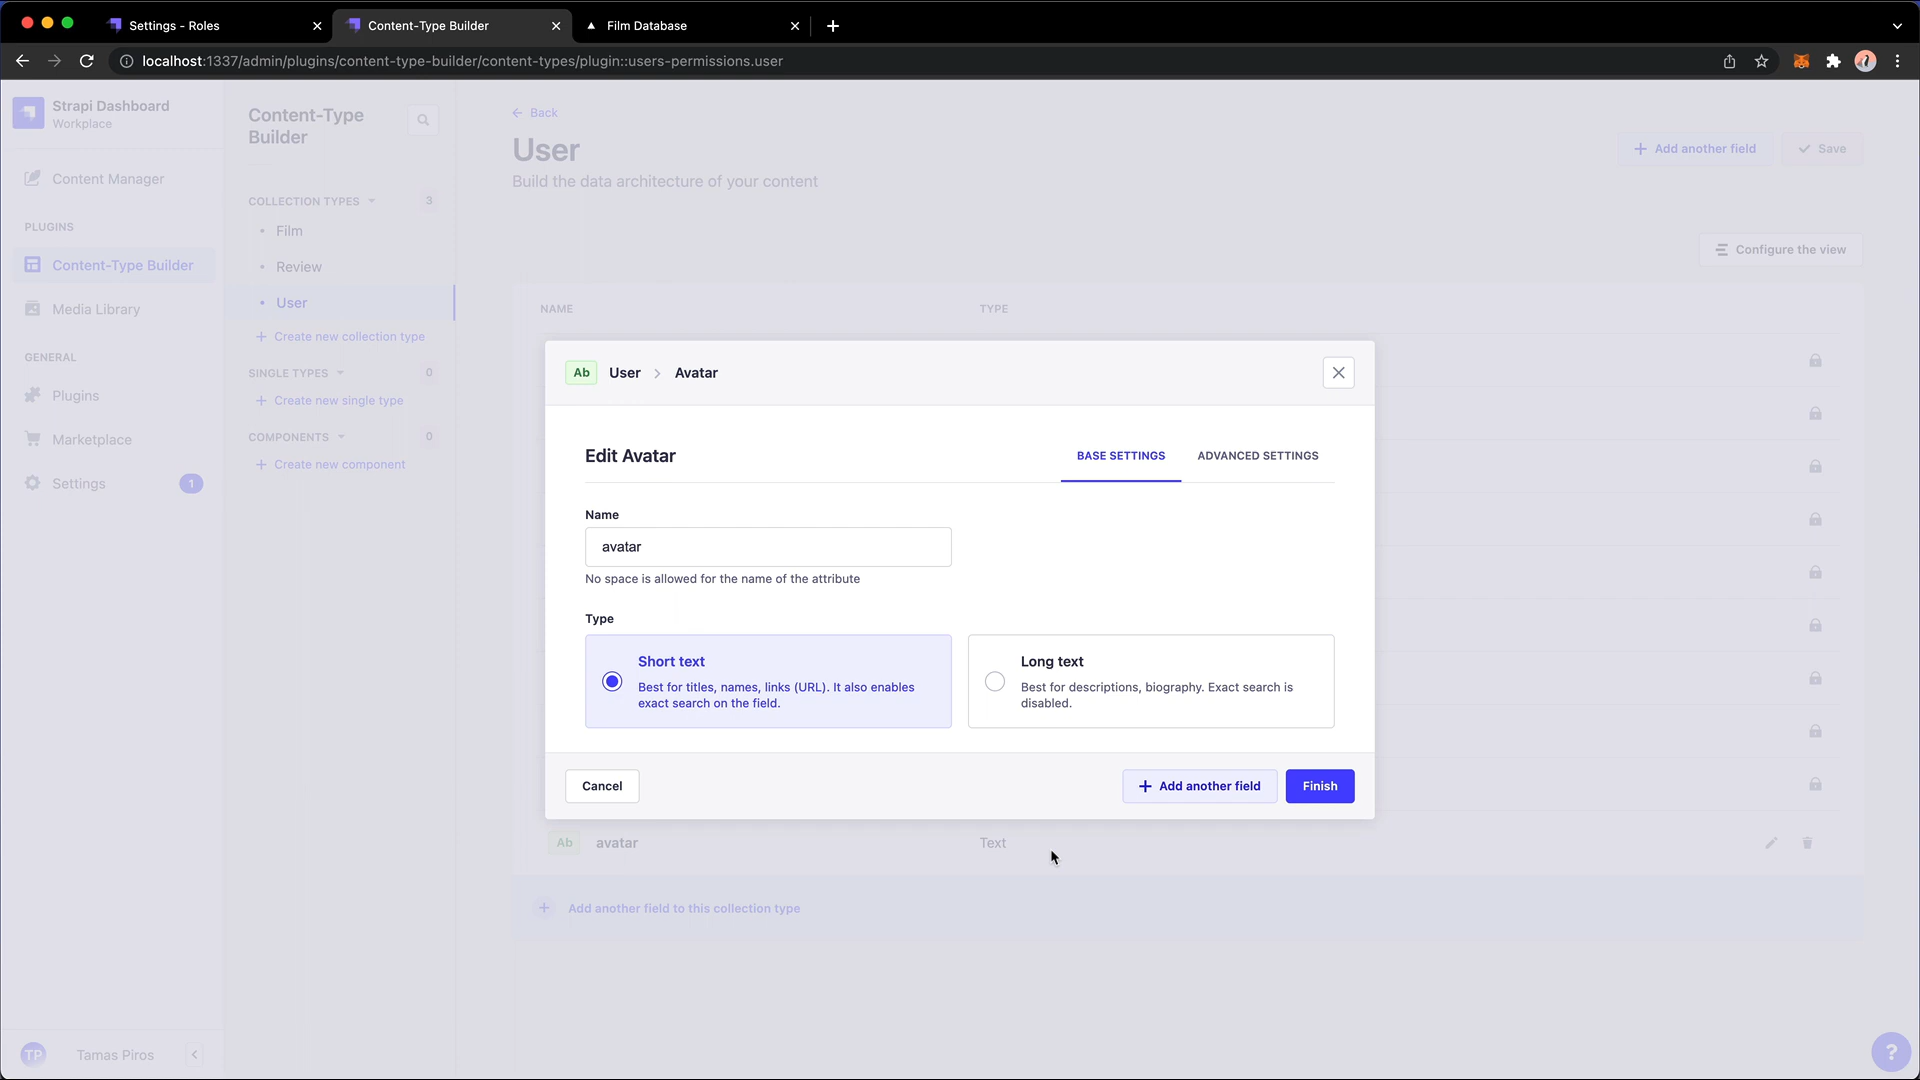 Settings - Roles
Content-Type Builder
Film Database
localhost:1337/admin/plugins/content-type-builder/content-types/plugin::users-permissions.user
Strapi Dashboard
Workplace
Content Manager
PLUGINS
Content-Type Builder
Media Library
GENERAL
Plugins
Marketplace
Settings
1
TP
Tamas Piros
Content-Type
Builder
COLLECTION TYPES
3
Film
Review
User
Create new collection type
SINGLE TYPES
0
Create new single type
COMPONENTS
0
Create new component
Back
User
Build the data architecture of your content
Add another field
Save
Configure the view
NAME
TYPE
Ab
User
Avatar
Edit Avatar
BASE SETTINGS
ADVANCED SETTINGS
Name
avatar
No space is allowed for the name of the attribute
Type
Short text
Best for titles, names, links (URL). It also enables
exact search on the field.
Long text
Best for descriptions, biography. Exact search is
disabled.
Cancel
Add another field
Finish
Ab
avatar
Text
Add another field to this collection type
?